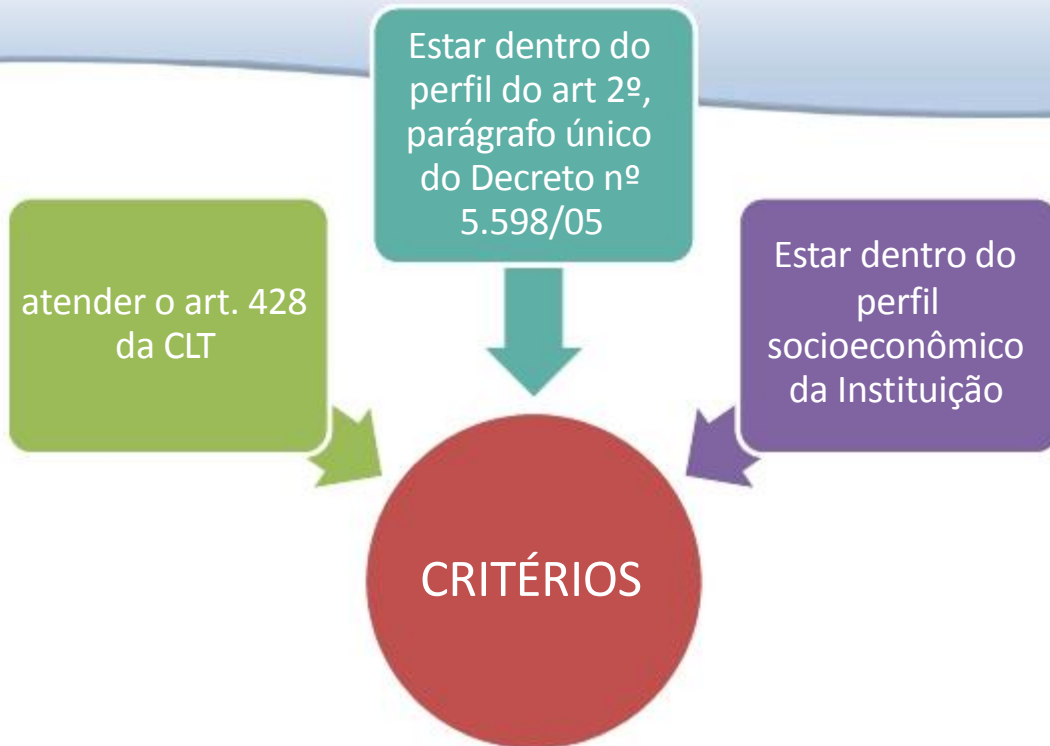 Estar dentro do
perfil do art 2º,
parágrafo único
do Decreto nº
5.598/05
atender o art. 428
da CLT
Estar dentro do
perfil
socioeconômico
da Instituição
CRITÉRIOS